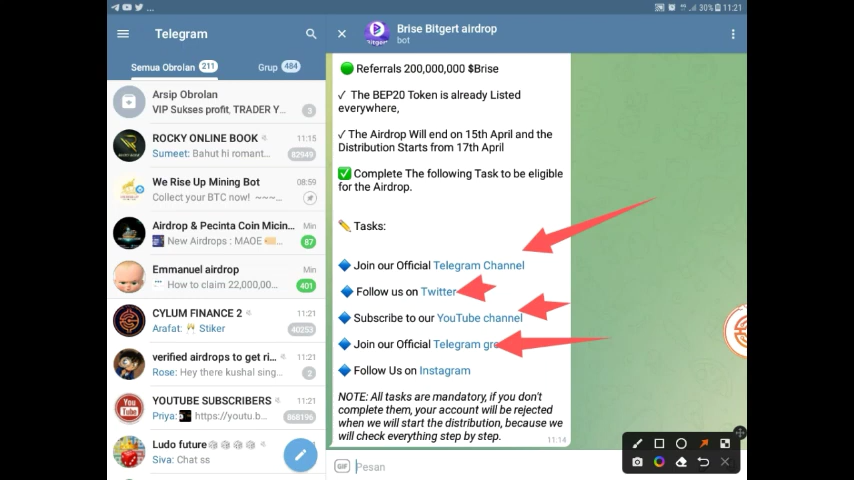 30% 11:21
Telegram
Semua Obrolan 211
Grup 484
Arsip Obrolan
VIP Sukses profit, TRADER Y...
3
ROCKY ONLINE BOOK
11:15
Sumeet: Bahut hi romant...
82949
We Rise Up Mining Bot
08:59
Collect your BTC now! ~~~...
Airdrop & Pecinta Coin Micin...
Min
New Airdrops : MAOE
87
Emmanuel airdrop
Min
How to claim 22,000,00...
401
CYLUM FINANCE 2
11:21
Arafat: Stiker
40253
verified airdrops to get ri...
11:21
Rose: Hey there kushal sing...
2
YOUTUBE SUBSCRIBERS
11:21
Priya: https://youtu.b...
868196
Ludo future
11:21
Siva: Chat ss
Brise Bitgert airdrop
bot
Bitgert
Referrals 200,000,000 $Brise
✓ The BEP20 Token is already Listed
everywhere,
✓ The Airdrop Will end on 15th April and the
Distribution Starts from 17th April
✅ Complete The following Task to be eligible
for the Airdrop.
✏️ Tasks:
Join our Official Telegram Channel
Follow us on Twitter
Subscribe to our YouTube channel
Join our Official Telegram gro
Follow Us on Instagram
NOTE: All tasks are mandatory, if you don't
complete them, your account will be rejected
when we will start the distribution, because we
will check everything step by step.
11:14
GIF Pesan